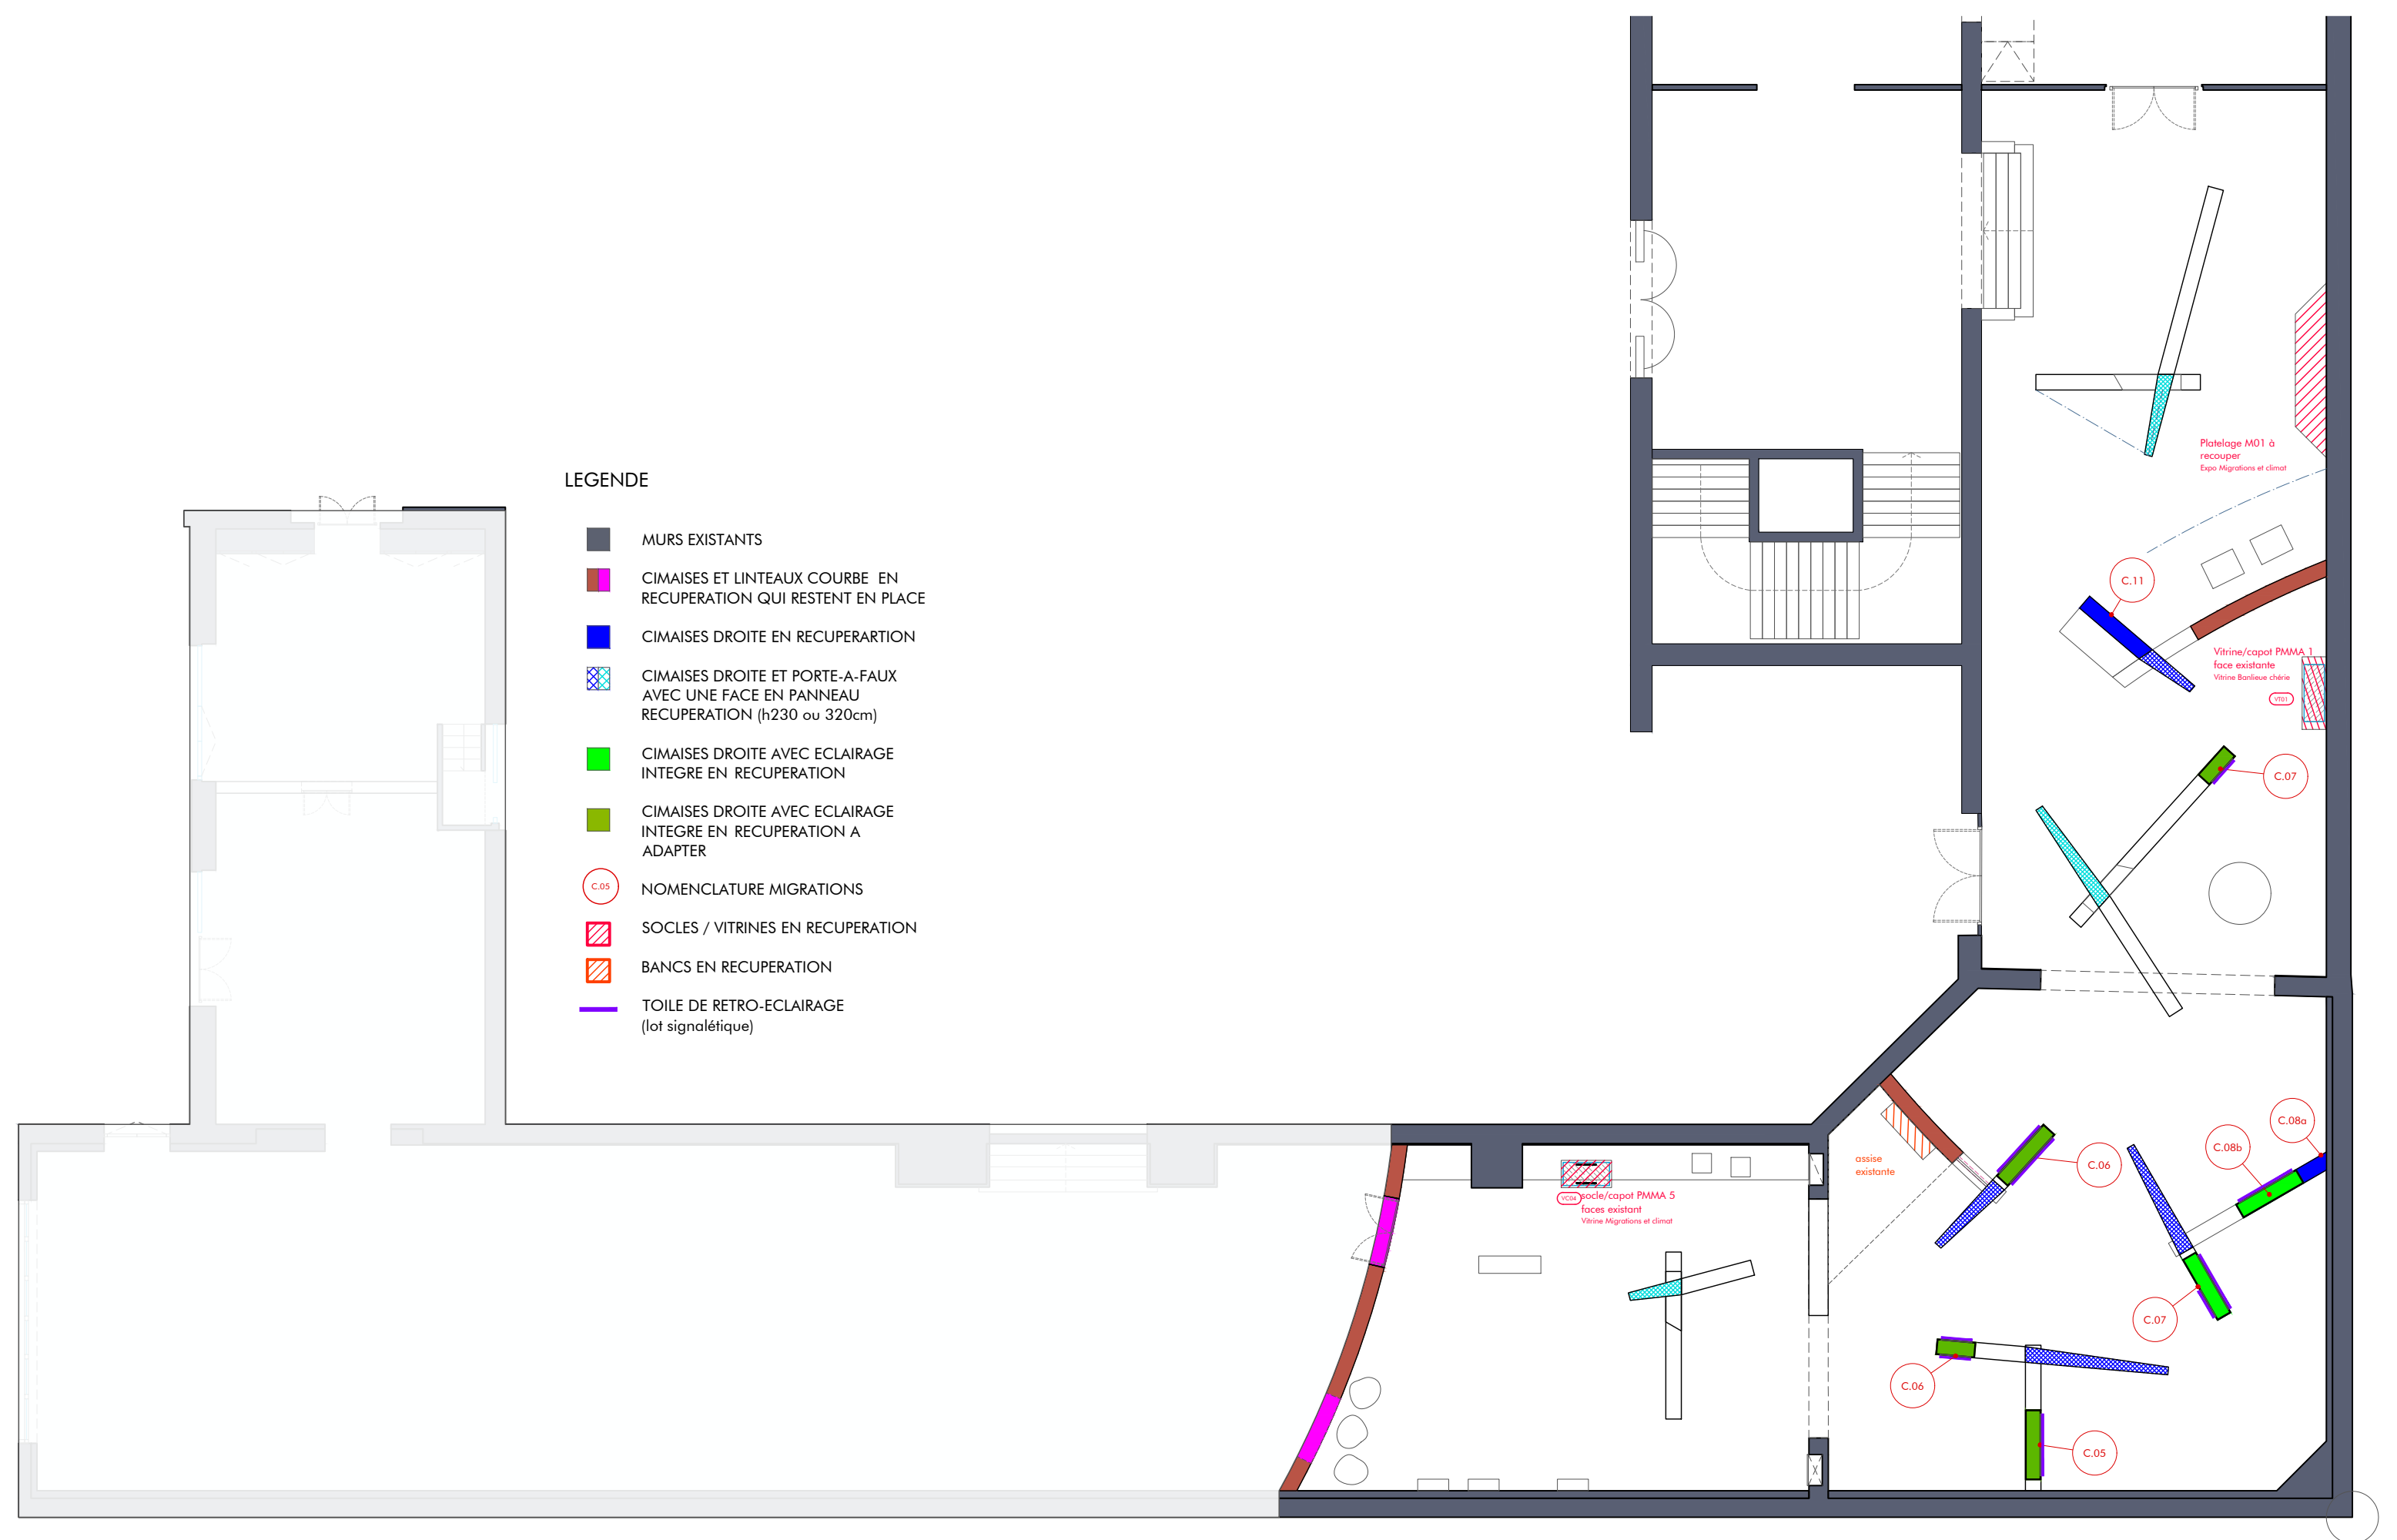 LEGENDE
MURS EXISTANTS
CIMAISES ET LINTEAUX COURBE EN
RECUPERATION QUI RESTENT EN PLACE
CIMAISES DROITE EN RECUPERARTION
CIMAISES DROITE ET PORTE-A-FAUX
AVEC UNE FACE EN PANNEAU
RECUPERATION (h230 ou 320cm)
CIMAISES DROITE AVEC ECLAIRAGE
INTEGRE EN RECUPERATION
CIMAISES DROITE AVEC ECLAIRAGE
INTEGRE EN RECUPERATION A
ADAPTER
C.05
NOMENCLATURE MIGRATIONS
SOCLES / VITRINES EN RECUPERATION
BANCS EN RECUPERATION
TOILE DE RETRO-ECLAIRAGE
(lot signalétique)
Platelage M01 à
recouper
Expo Migrations et climat
C.11
Vitrine/capot PMMA 1
face existante
Vitrine Banlieue chérie
VT01
C.07
C.08a
C.08b
C.06
assise
existante
VC04
socle/capot PMMA 5
faces existant
Vitrine Migrations et climat
C.07
C.06
C.05